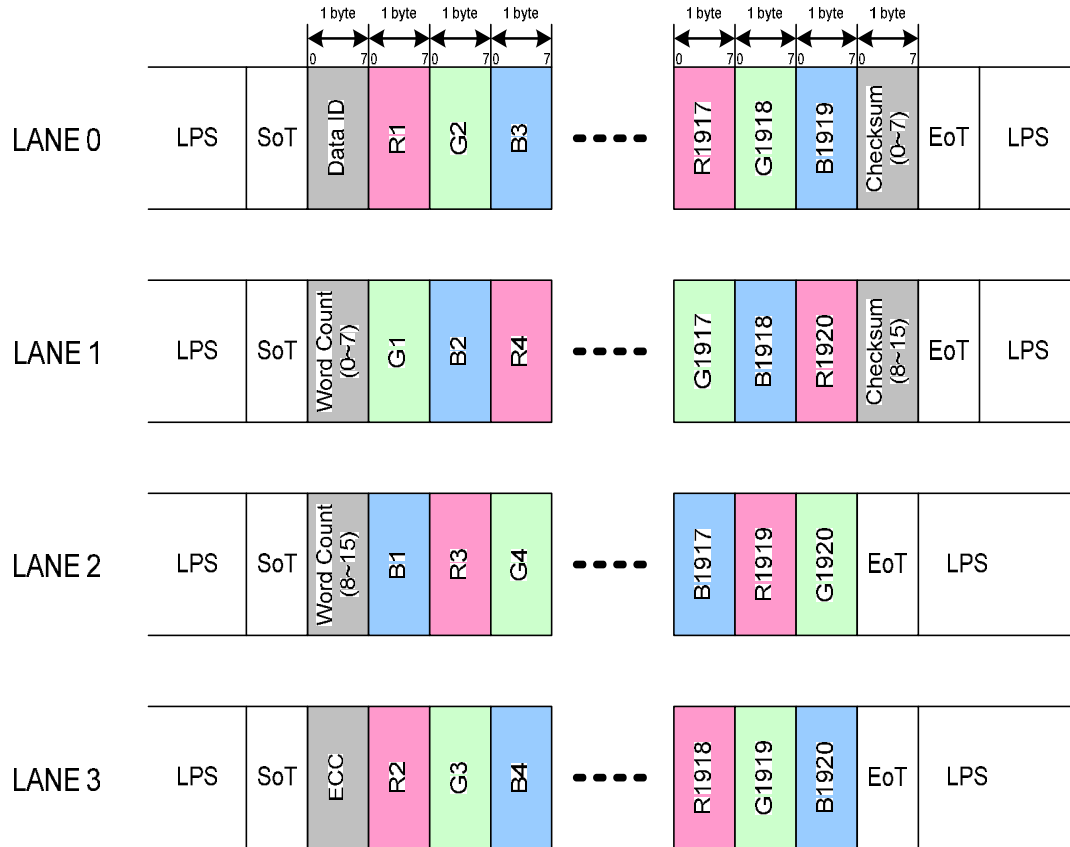 1 byte 1 byte 1 byte 1 byte 1 byte 1 byte 1 byte 1 byte
0 7 0 7 0 7 0 7 0 7 0 7 0 7 0 7
LANE 0 LPS SoT Data ID R1 G2 B3 R1917 G1918 B1919 Checksum (0~7) EoT LPS
LANE 1 LPS SoT Word Count (0~7) G1 B2 R4 G1917 B1918 R1920 Checksum (8~15) EoT LPS
LANE 2 LPS SoT Word Count (8~15) B1 R3 G4 B1917 R1919 G1920 EoT LPS
LANE 3 LPS SoT ECC R2 G3 B4 R1918 G1919 B1920 EoT LPS